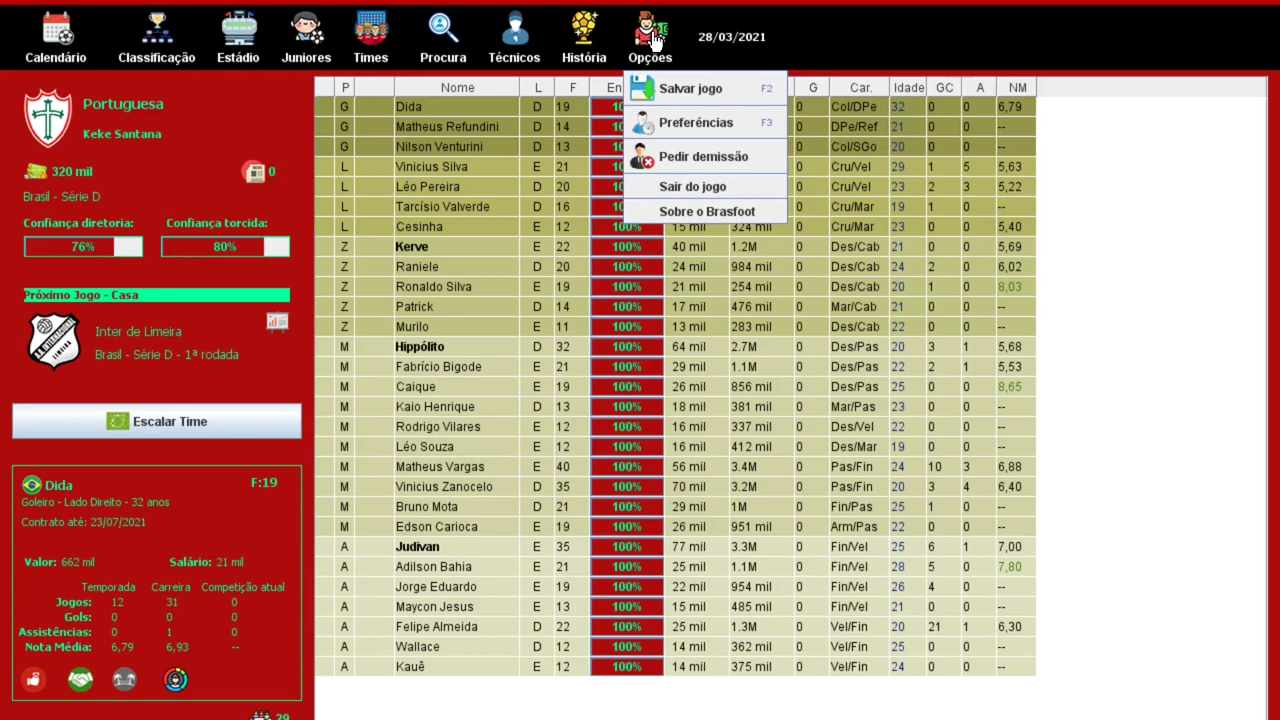 Calendário Classificação Estádio Juniores Times Procura Técnicos História Opções 28/03/2021
Salvar jogo F2
Preferências F3
Pedir demissão
Sair do jogo
Sobre o Brasfoot
Portuguesa
Keke Santana
320 mil 0
Brasil - Série D
Confiança diretoria: Confiança torcida:
76% 80%
Próximo Jogo - Casa
Inter de Limeira
Brasil - Série D - 1ª rodada
Escalar Time
Dida F:19
Goleiro - Lado Direito - 32 anos
Contrato até: 23/07/2021
Valor: 662 mil Salário: 21 mil
Temporada Carreira Competição atual
Jogos: 12 31 0
Gols: 0 0 0
Assistências: 0 1 0
Nota Média: 6,79 6,93 --
29
P Nome L F En G Car. Idade GC A NM
G Dida D 19 10 0 Col/DPe 32 0 0 6,79
G Matheus Refundini D 14 10 0 DPe/Ref 21 0 0 --
G Nilson Venturini D 13 10 0 Col/SGo 20 0 0 --
L Vinicius Silva E 21 10 0 Cru/Vel 29 1 5 5,63
L Léo Pereira D 20 10 0 Cru/Vel 23 2 3 5,22
L Tarcísio Valverde D 16 10 0 Cru/Mar 19 1 0 --
L Cesinha E 12 100% 15 mil 324 mil 0 Cru/Mar 23 0 0 5,40
Z Kerve E 22 100% 40 mil 1.2M 0 Des/Cab 21 0 0 5,69
Z Raniele D 20 100% 24 mil 984 mil 0 Des/Cab 24 2 0 6,02
Z Ronaldo Silva E 19 100% 21 mil 254 mil 0 Des/Cab 20 1 0 8,03
Z Patrick D 14 100% 17 mil 476 mil 0 Mar/Cab 21 0 0 --
Z Murilo E 11 100% 13 mil 283 mil 0 Des/Cab 22 0 0 --
M Hippólito D 32 100% 64 mil 2.7M 0 Des/Pas 20 3 1 5,68
M Fabrício Bigode E 21 100% 29 mil 1.1M 0 Des/Pas 22 2 1 5,53
M Caique E 19 100% 26 mil 856 mil 0 Des/Pas 25 0 0 8,65
M Kaio Henrique D 13 100% 18 mil 381 mil 0 Mar/Pas 23 0 0 --
M Rodrigo Vilares E 12 100% 16 mil 337 mil 0 Des/Vel 22 0 0 --
M Léo Souza E 12 100% 16 mil 412 mil 0 Des/Mar 19 0 0 --
M Matheus Vargas E 40 100% 56 mil 3.4M 0 Pas/Fin 24 10 3 6,88
M Vinicius Zanocelo D 35 100% 70 mil 3.2M 0 Pas/Fin 20 3 4 6,40
M Bruno Mota D 21 100% 29 mil 1M 0 Fin/Pas 25 1 0 --
M Edson Carioca E 19 100% 26 mil 951 mil 0 Arm/Pas 22 0 0 --
A Judivan E 35 100% 77 mil 3.3M 0 Fin/Vel 25 6 1 7,00
A Adilson Bahia E 21 100% 25 mil 1.1M 0 Fin/Vel 28 5 0 7,80
A Jorge Eduardo E 19 100% 22 mil 954 mil 0 Fin/Vel 26 4 0 --
A Maycon Jesus E 13 100% 15 mil 485 mil 0 Fin/Vel 21 0 0 --
A Felipe Almeida D 22 100% 25 mil 1.3M 0 Vel/Fin 20 21 1 6,30
A Wallace D 12 100% 14 mil 362 mil 0 Vel/Fin 25 0 0 --
A Kauê E 12 100% 14 mil 375 mil 0 Vel/Fin 24 0 0 --